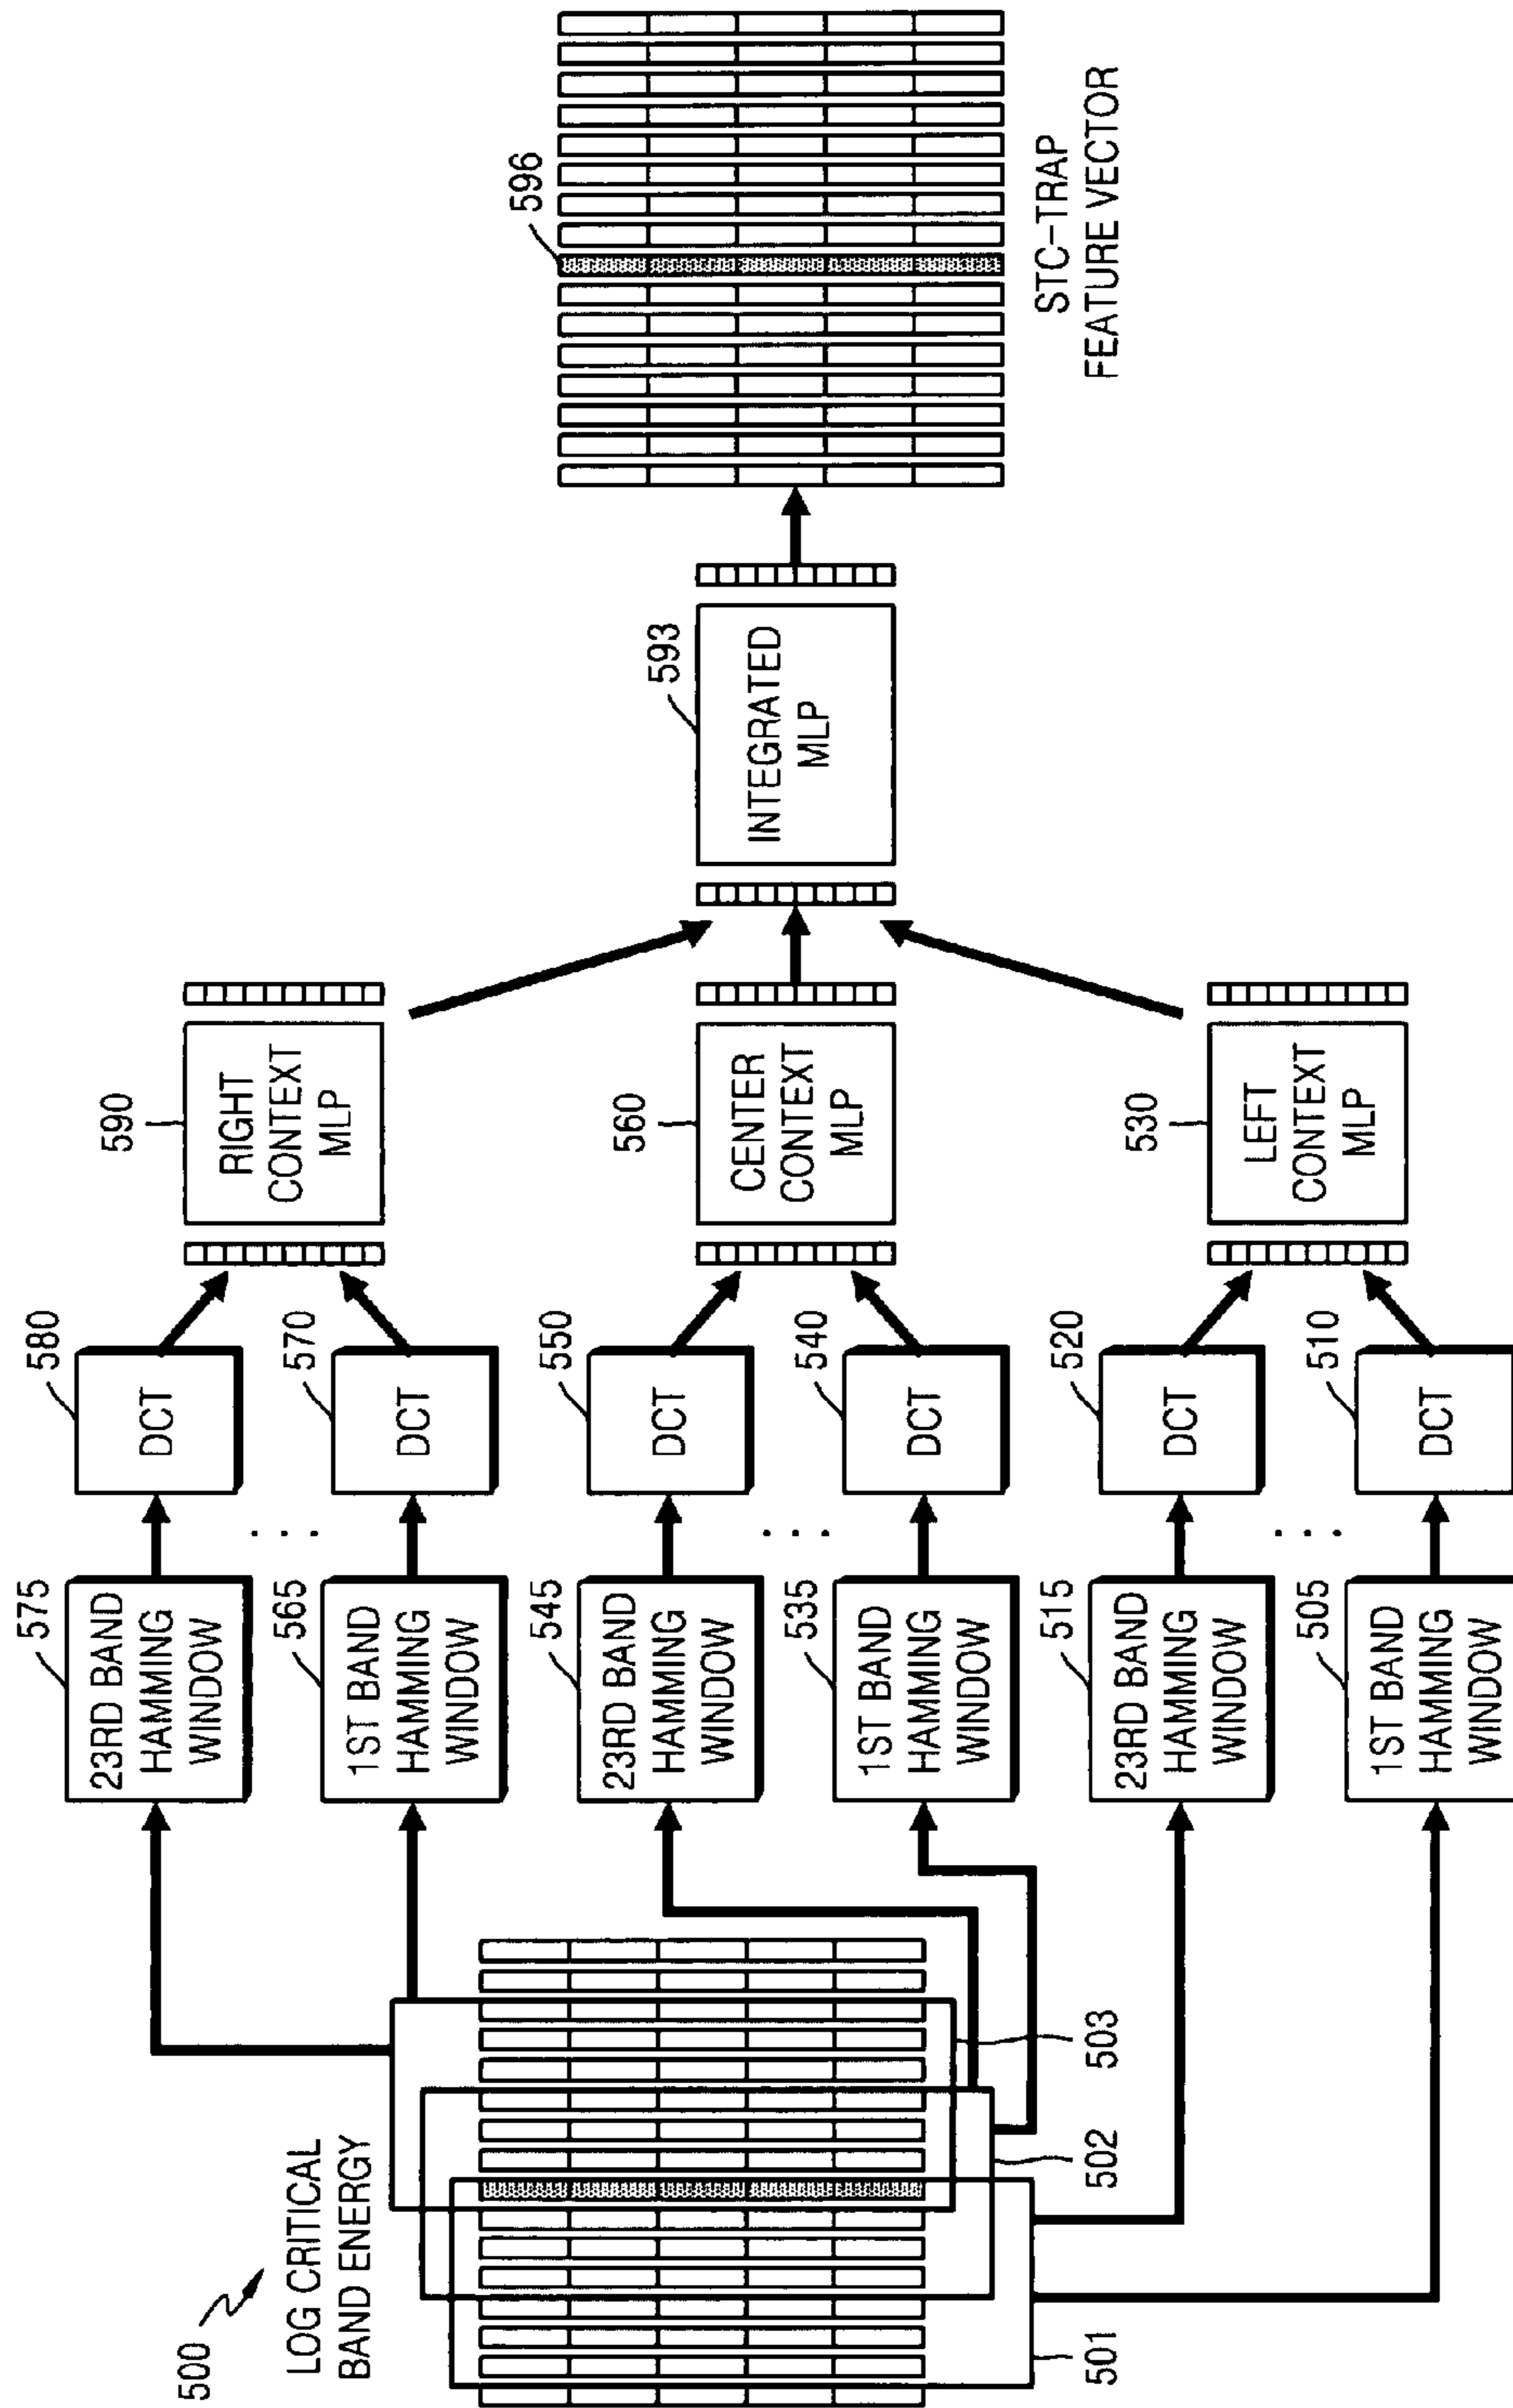 500
LOG CRITICAL
BAND ENERGY
501
502
503
575
23RD BAND
HAMMING
WINDOW
580
DCT
565
1ST BAND
HAMMING
WINDOW
570
DCT
590
RIGHT
CONTEXT
MLP
. . .
545
23RD BAND
HAMMING
WINDOW
550
DCT
535
1ST BAND
HAMMING
WINDOW
540
DCT
560
CENTER
CONTEXT
MLP
. . .
515
23RD BAND
HAMMING
WINDOW
520
DCT
505
1ST BAND
HAMMING
WINDOW
510
DCT
530
LEFT
CONTEXT
MLP
. . .
593
INTEGRATED
MLP
596
STC-TRAP
FEATURE VECTOR